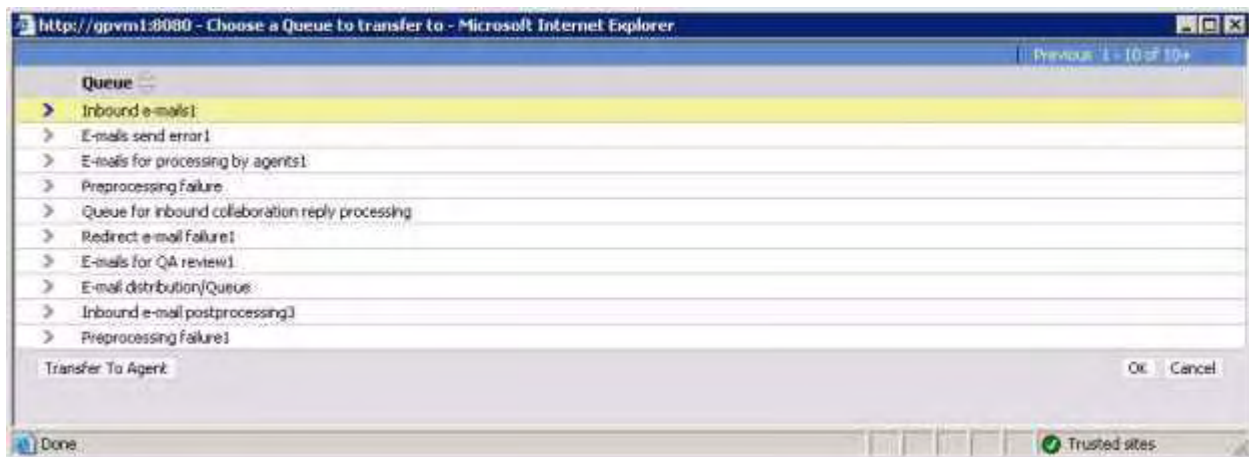 http://gpvm1:8080 - Choose a Queue to transfer to - Microsoft Internet Explorer
Previous 1 - 10 of 10+
Queue
Inbound e-mails1
E-mails send error1
E-mails for processing by agents1
Preprocessing failure
Queue for inbound collaboration reply processing
Redirect e-mail failure1
E-mails for QA review1
E-mail distribution/Queue
Inbound e-mail postprocessing3
Preprocessing failure1
Transfer To Agent OK Cancel
Done Trusted sites